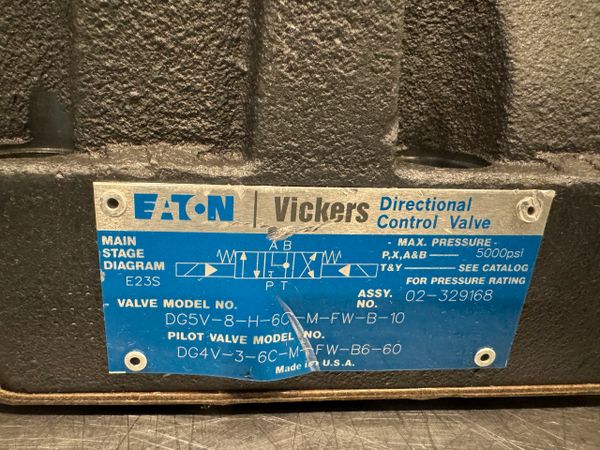 EATON | Vickers Directional
Control Valve
MAIN
STAGE
DIAGRAM
E23S
A B
P T
- MAX. PRESSURE -
P,X,A&B —— 5000psi
T&Y —— SEE CATALOG
FOR PRESSURE RATING
ASSY. NO. 02-329168
VALVE MODEL NO.
DG5V-8-H-6C-M-FW-B-10
PILOT VALVE MODEL NO.
DG4V-3-6C-M-FW-B6-60
Made in U.S.A.